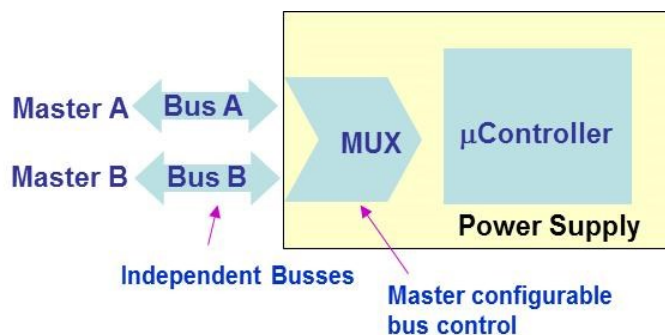 Master A
Bus A
MUX
μController
Master B
Bus B
Power Supply
Independent Busses
Master configurable
bus control